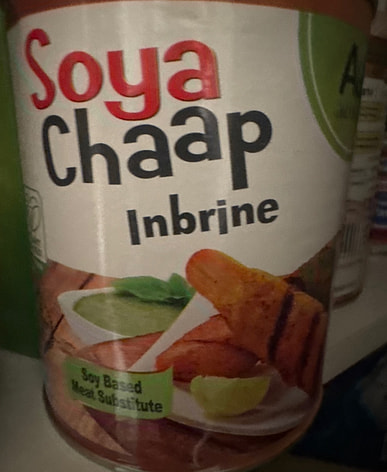 Soya
Chaap
Inbrine
Soy Based
Meat Substitute